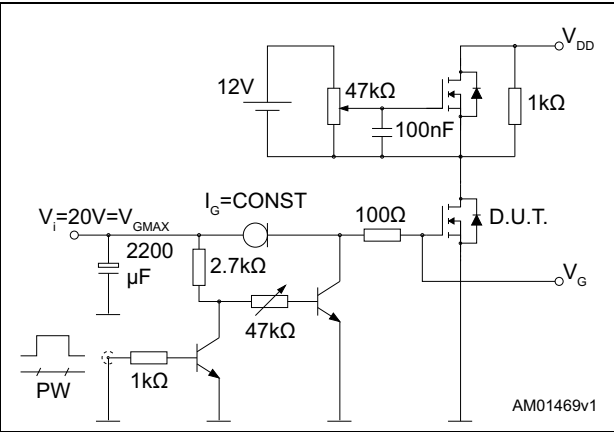 V_DD
12V
47kΩ
1kΩ
100nF
I_G=CONST
V_i=20V=V_GMAX
100Ω
D.U.T.
2200
µF
2.7kΩ
V_G
47kΩ
1kΩ
PW
AM01469v1